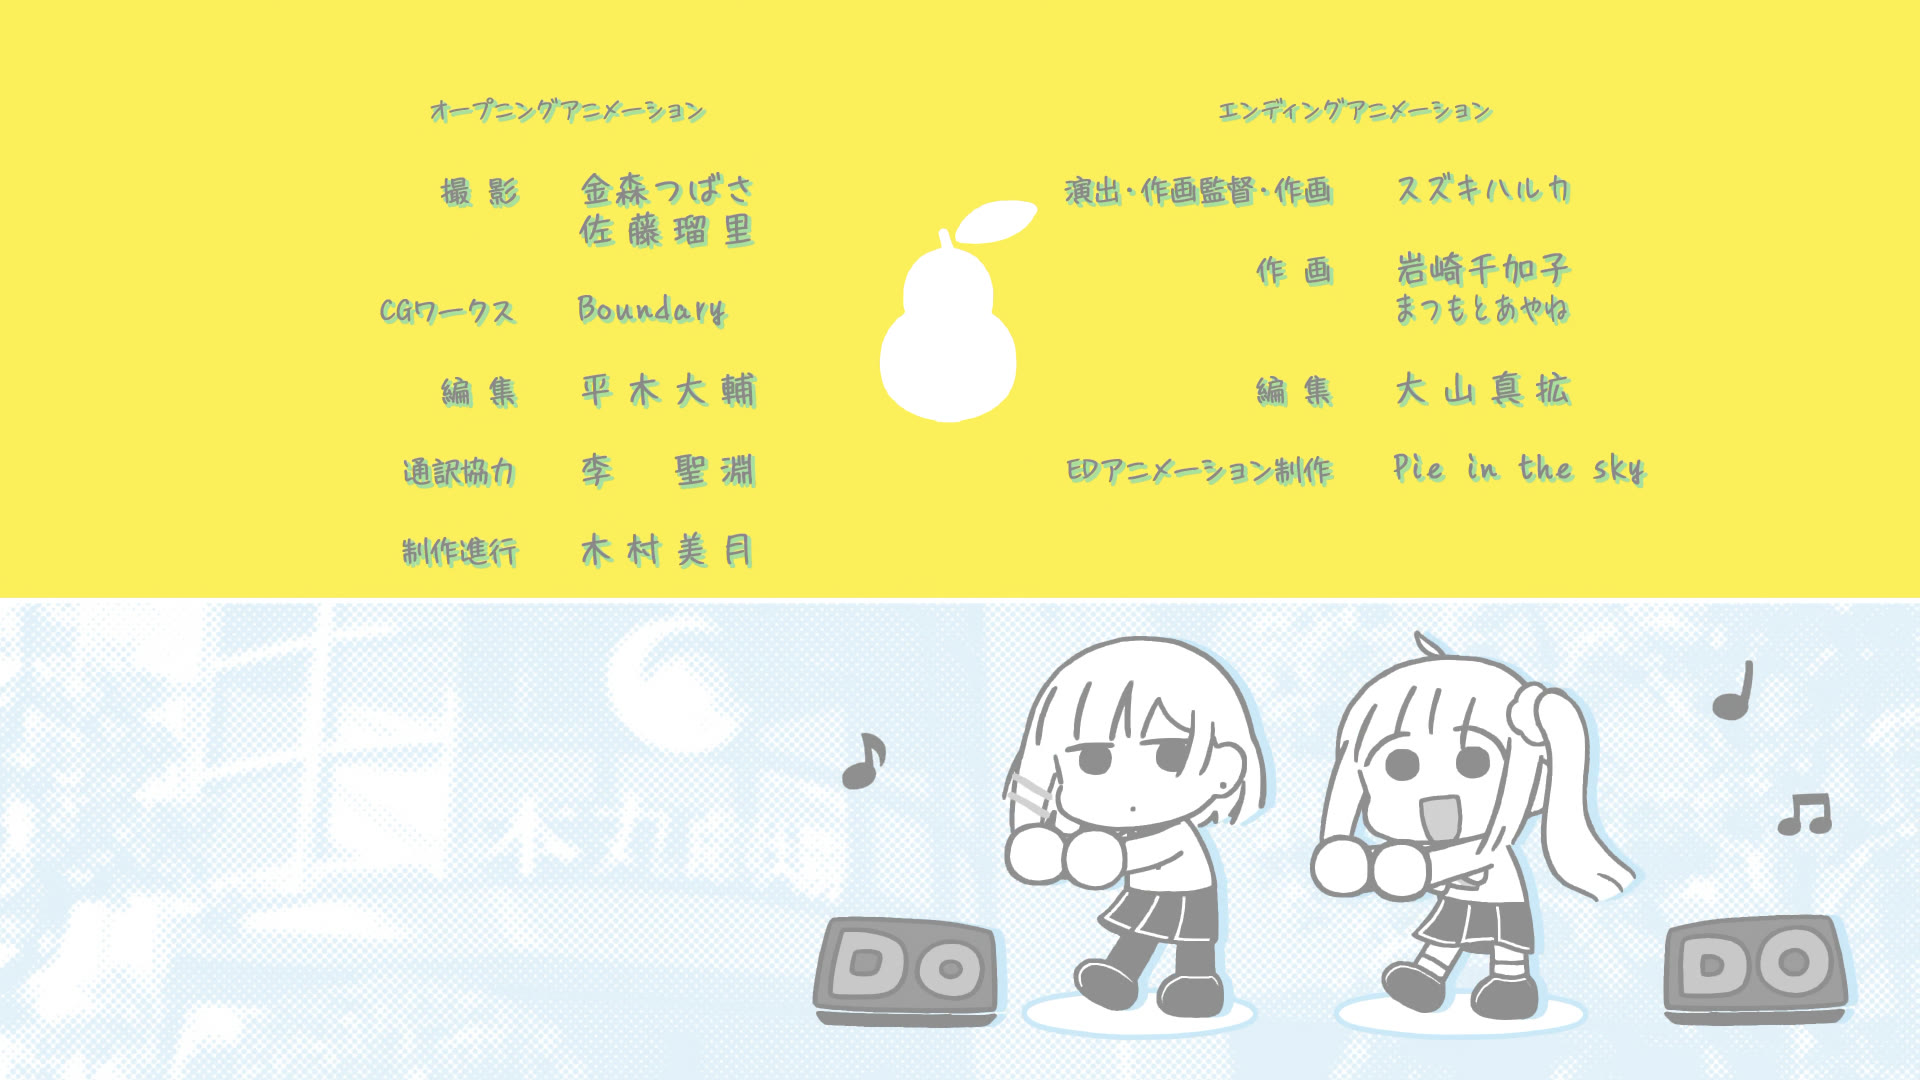 オープニングアニメーション
撮影 金森つばさ
佐藤瑠里
CGワークス Boundary
編集 平木大輔
通訳協力 李 聖淵
制作進行 木村美月
エンディングアニメーション
演出・作画監督・作画 スズキハルカ
作画 岩崎千加子
まつもとあやね
編集 大山真拡
EDアニメーション制作 Pie in the sky
DO
DO